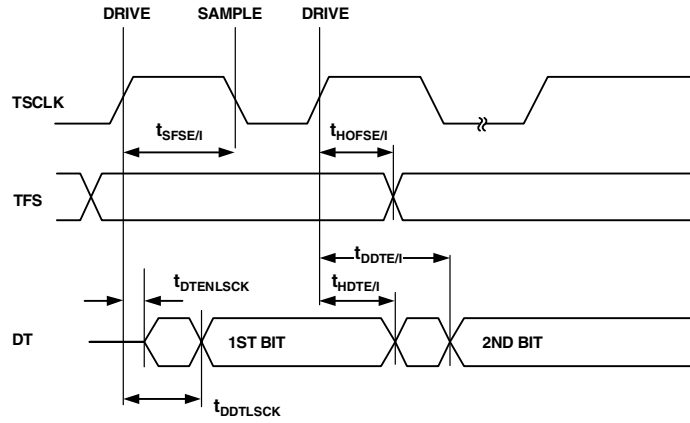 DRIVE SAMPLE DRIVE
TSCLK
tSFSE/I tHOFSE/I
TFS
tDDTE/I
tDTENLSCK tHDTE/I
DT 1ST BIT 2ND BIT
tDDTLSCK